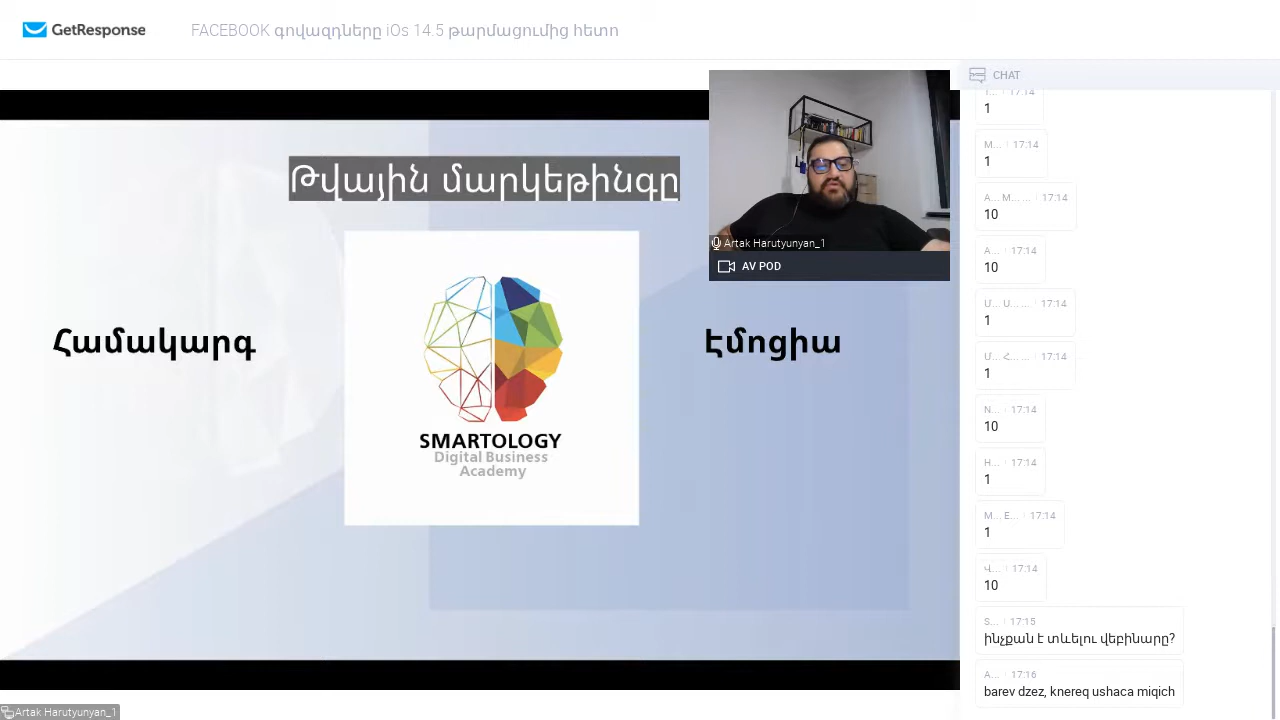 GetResponse
FACEBOOK գովազդները iOs 14.5 թարմացումից հետո
Թվային մարկեթինգը
Համակարգ
Էմոցիա
SMARTOLOGY
Digital Business
Academy
Artak Harutyunyan_1
AV POD
Artak Harutyunyan_1
CHAT
17:14
1
M... 17:14
1
A... M... ... 17:14
10
A... 17:14
10
Մ... Ս... ... 17:14
1
Մ... Հ... ... 17:14
1
N... 17:14
10
H... 17:14
1
M... E... 17:14
1
Վ... 17:14
10
S... 17:15
ինչքան է տևելու վեբինարը?
A... 17:16
barev dzez, knereq ushaca miqich